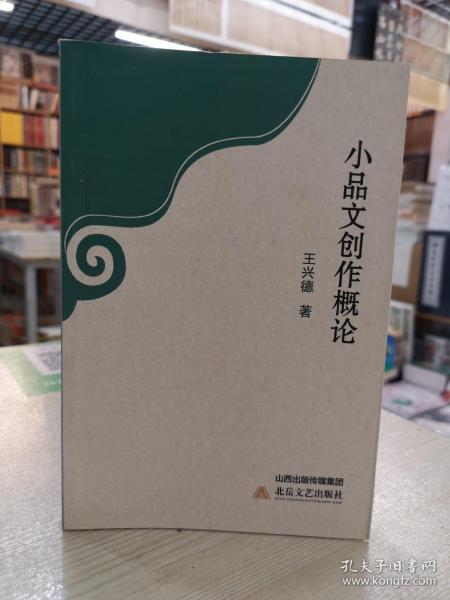 小品文创作概论
王兴德 著
山西出版传媒集团
北岳文艺出版社
孔夫子旧书网
www.kongfz.com